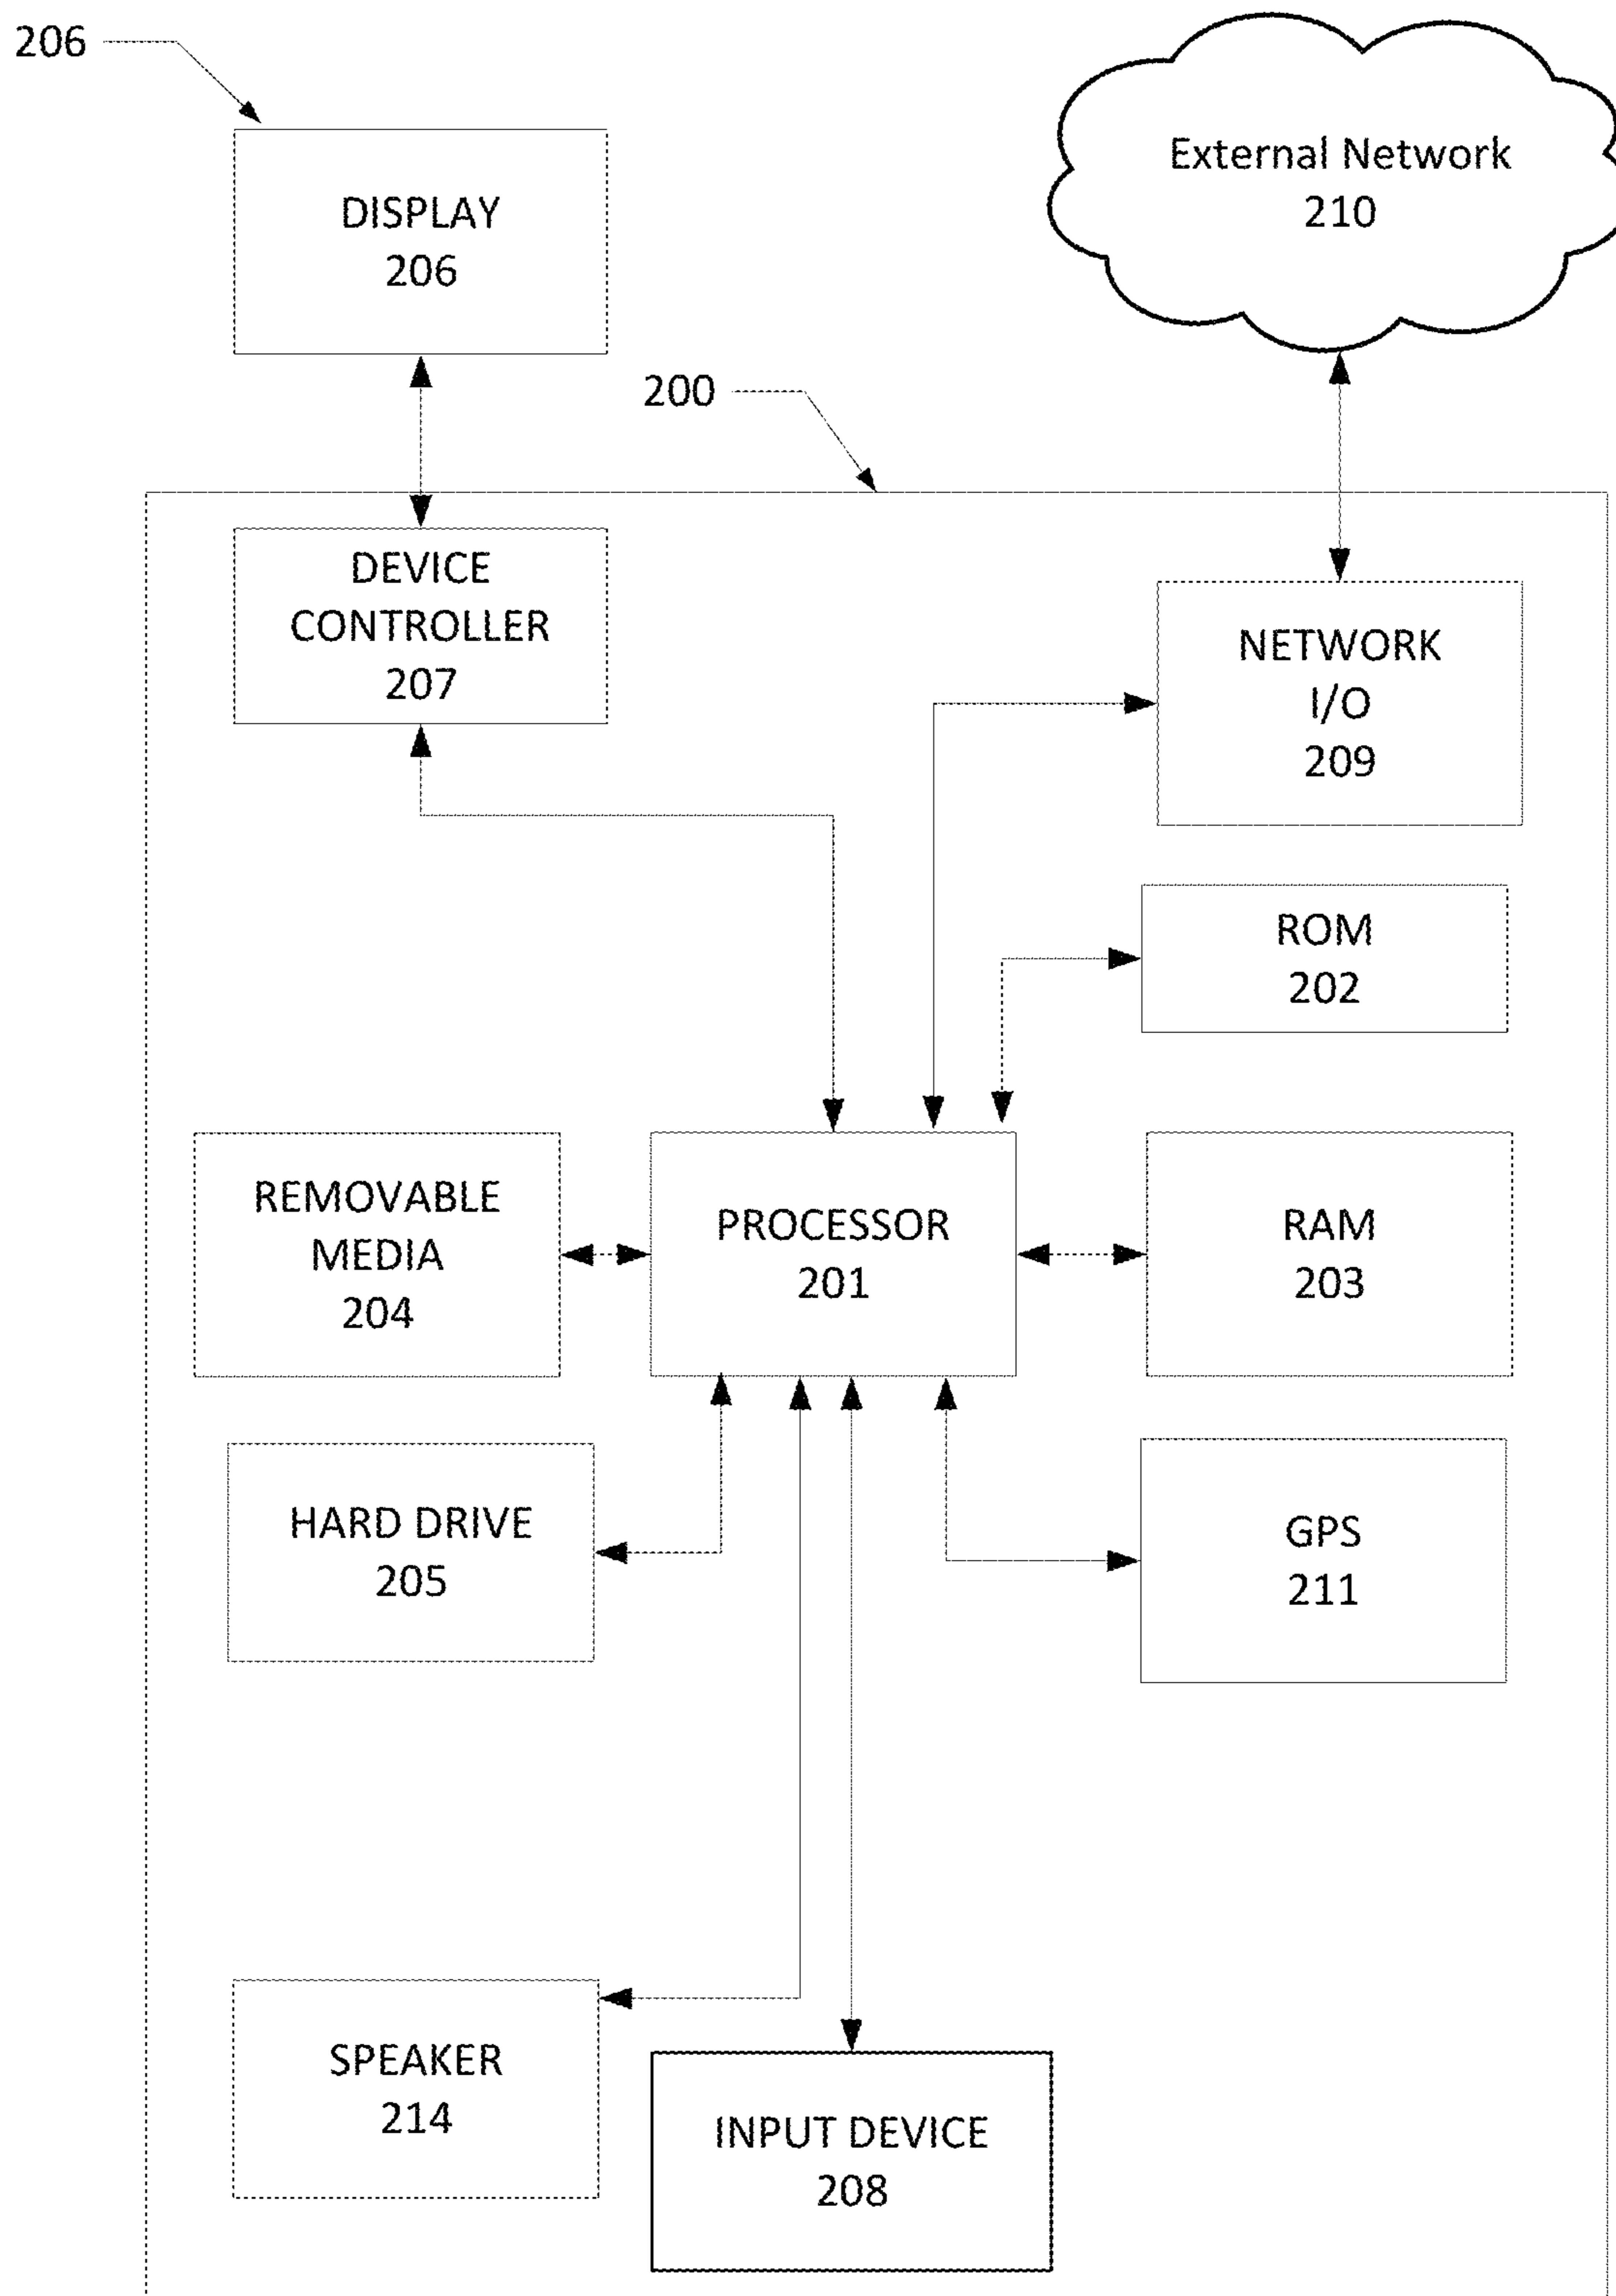 206
DISPLAY
206
External Network
210
200
DEVICE
CONTROLLER
207
NETWORK
I/O
209
ROM
202
REMOVABLE
MEDIA
204
PROCESSOR
201
RAM
203
HARD DRIVE
205
GPS
211
SPEAKER
214
INPUT DEVICE
208